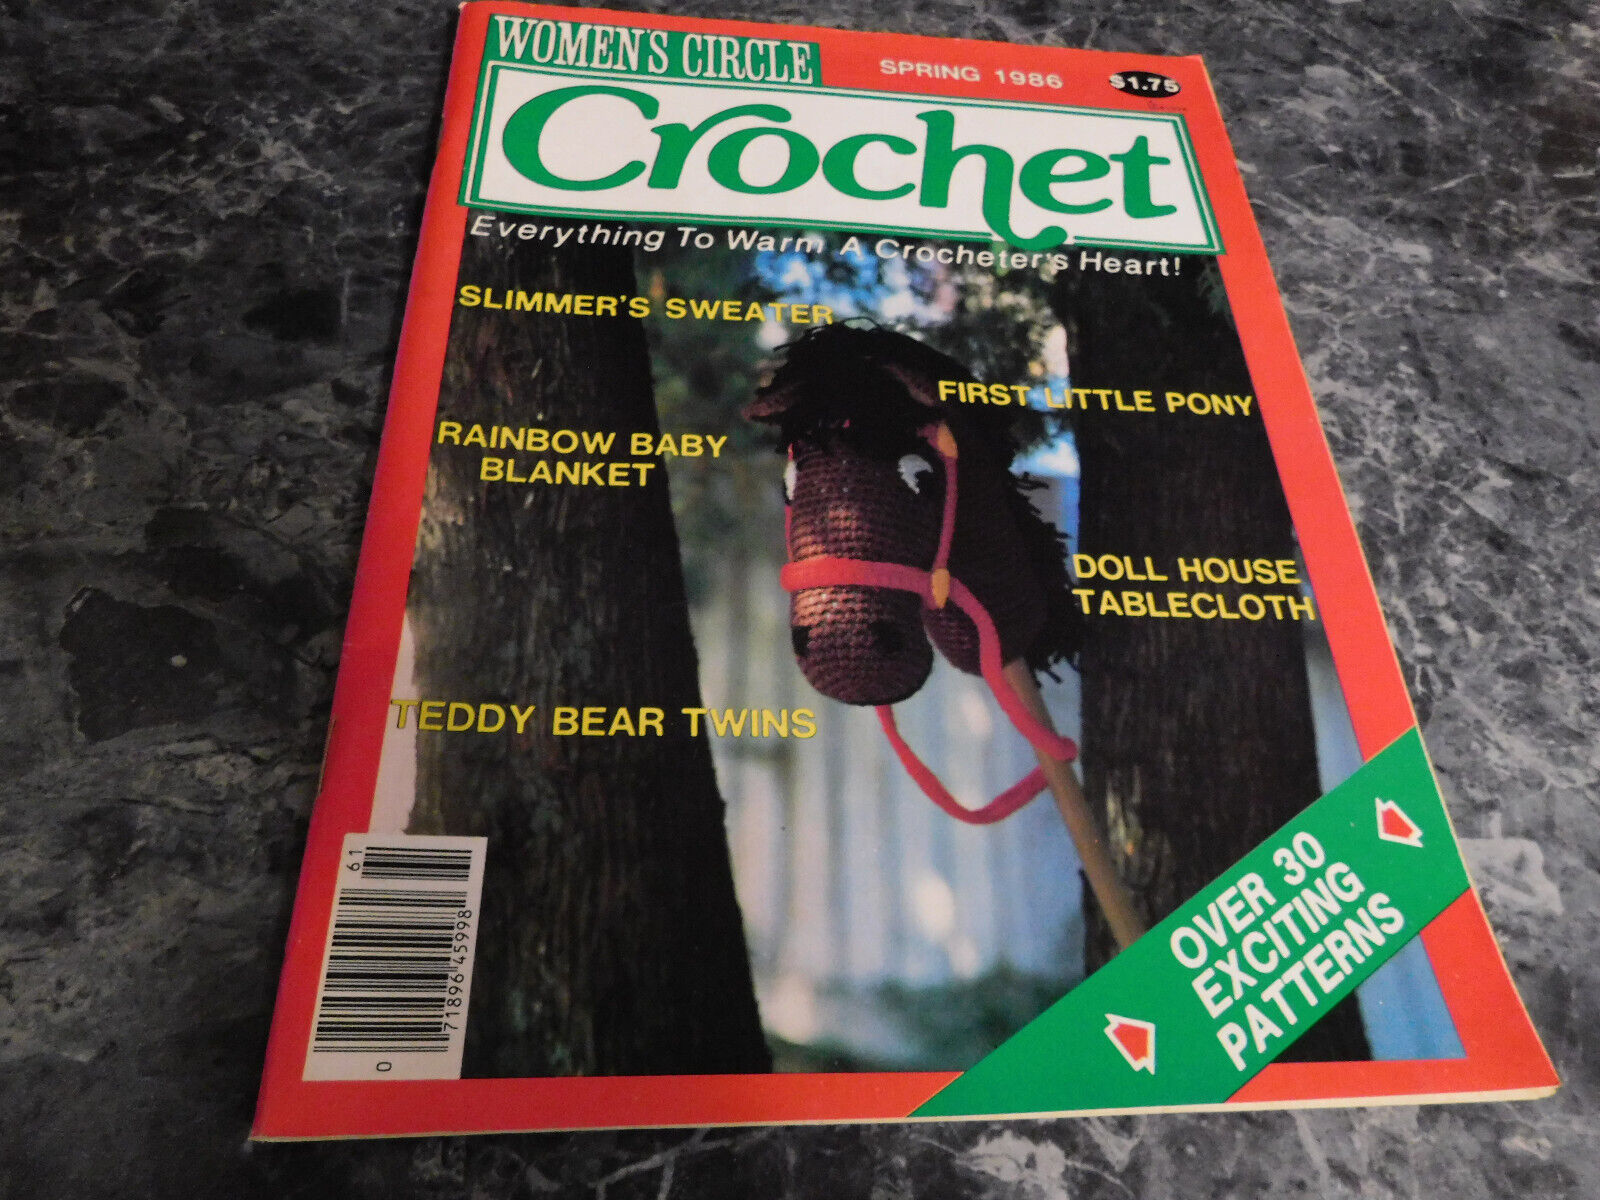 WOMEN'S CIRCLE
SPRING 1986
$1.75
Crochet
Everything To Warm A Crocheter's Heart!
SLIMMER'S SWEATER
FIRST LITTLE PONY
RAINBOW BABY
BLANKET
DOLL HOUSE
TABLECLOTH
TEDDY BEAR TWINS
OVER 30
EXCITING
PATTERNS
61
0
71896 45998